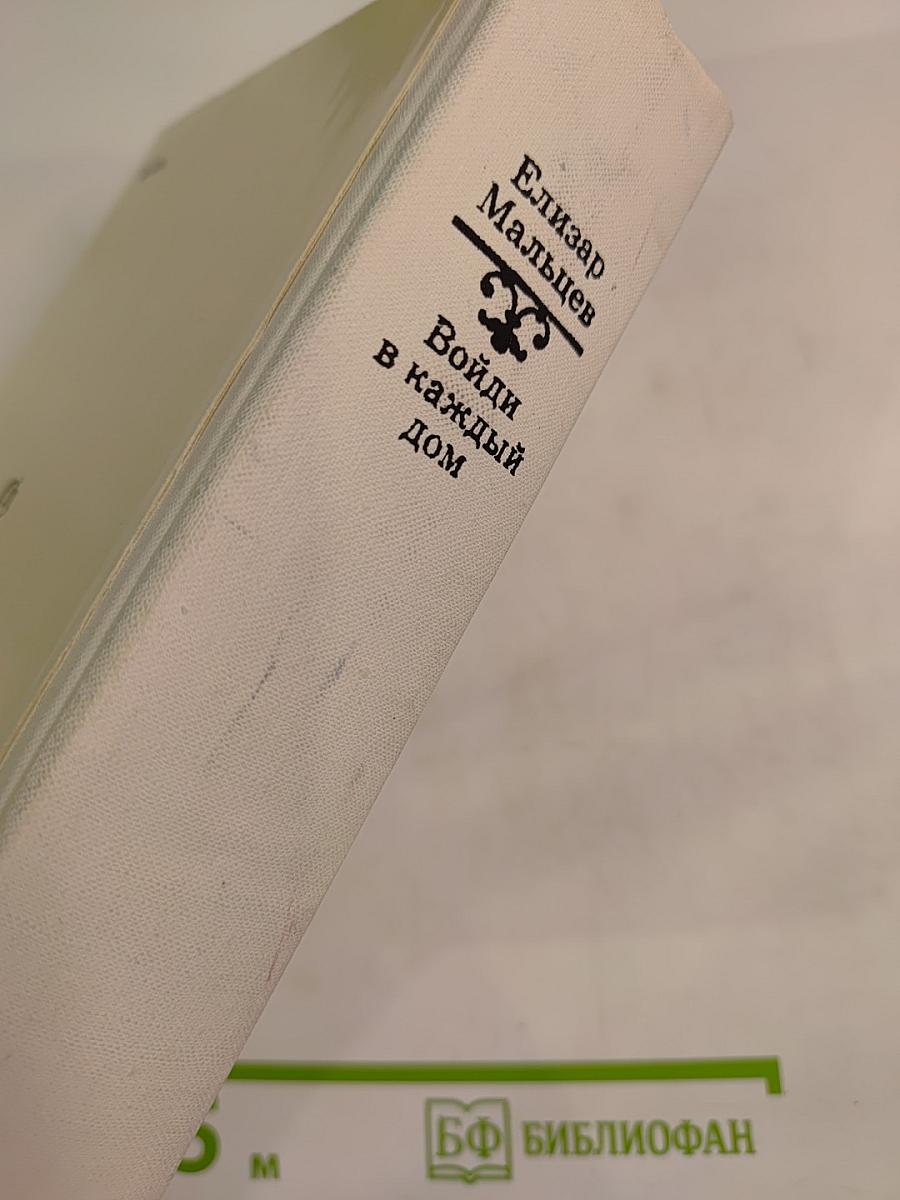 Елизар
Мальцев
Войди
в каждый
дом
м
БФ БИБЛИОФАН